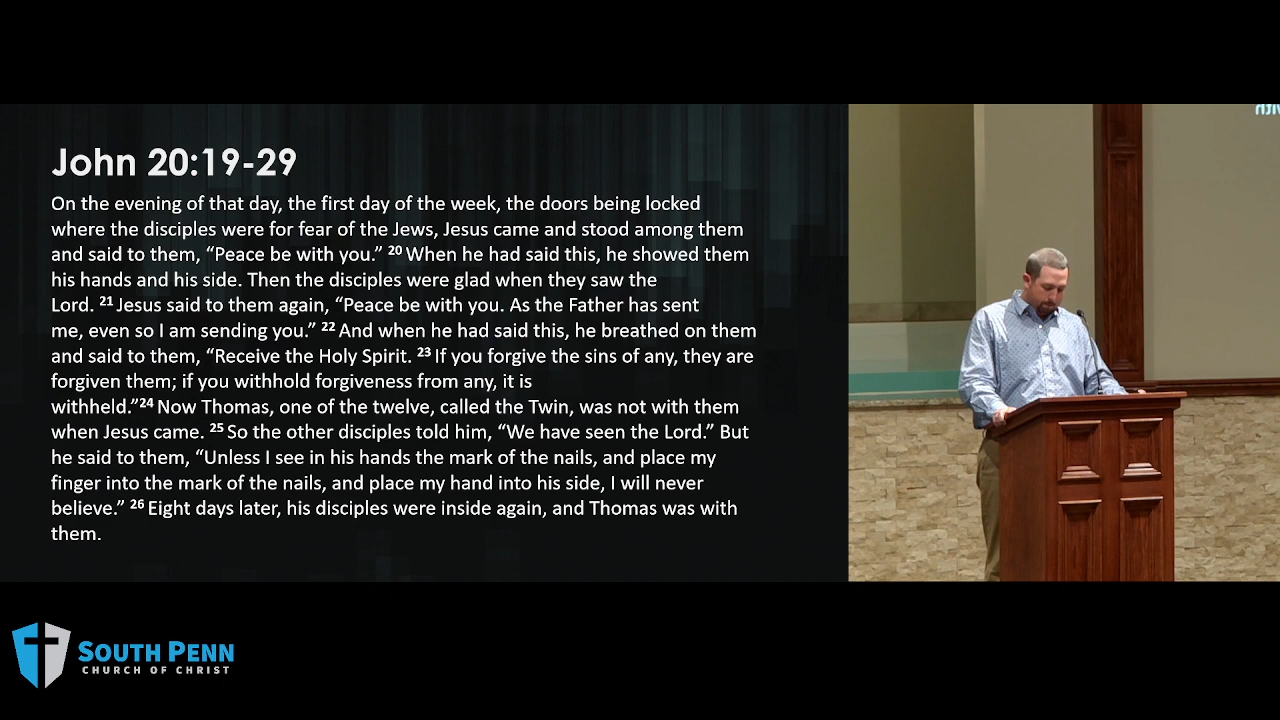 John 20:19-29
On the evening of that day, the first day of the week, the doors being locked
where the disciples were for fear of the Jews, Jesus came and stood among them
and said to them, “Peace be with you.” 20 When he had said this, he showed them
his hands and his side. Then the disciples were glad when they saw the
Lord. 21 Jesus said to them again, “Peace be with you. As the Father has sent
me, even so I am sending you.” 22 And when he had said this, he breathed on them
and said to them, “Receive the Holy Spirit. 23 If you forgive the sins of any, they are
forgiven them; if you withhold forgiveness from any, it is
withheld.”24 Now Thomas, one of the twelve, called the Twin, was not with them
when Jesus came. 25 So the other disciples told him, “We have seen the Lord.” But
he said to them, “Unless I see in his hands the mark of the nails, and place my
finger into the mark of the nails, and place my hand into his side, I will never
believe.” 26 Eight days later, his disciples were inside again, and Thomas was with
them.
SOUTH PENN
CHURCH OF CHRIST